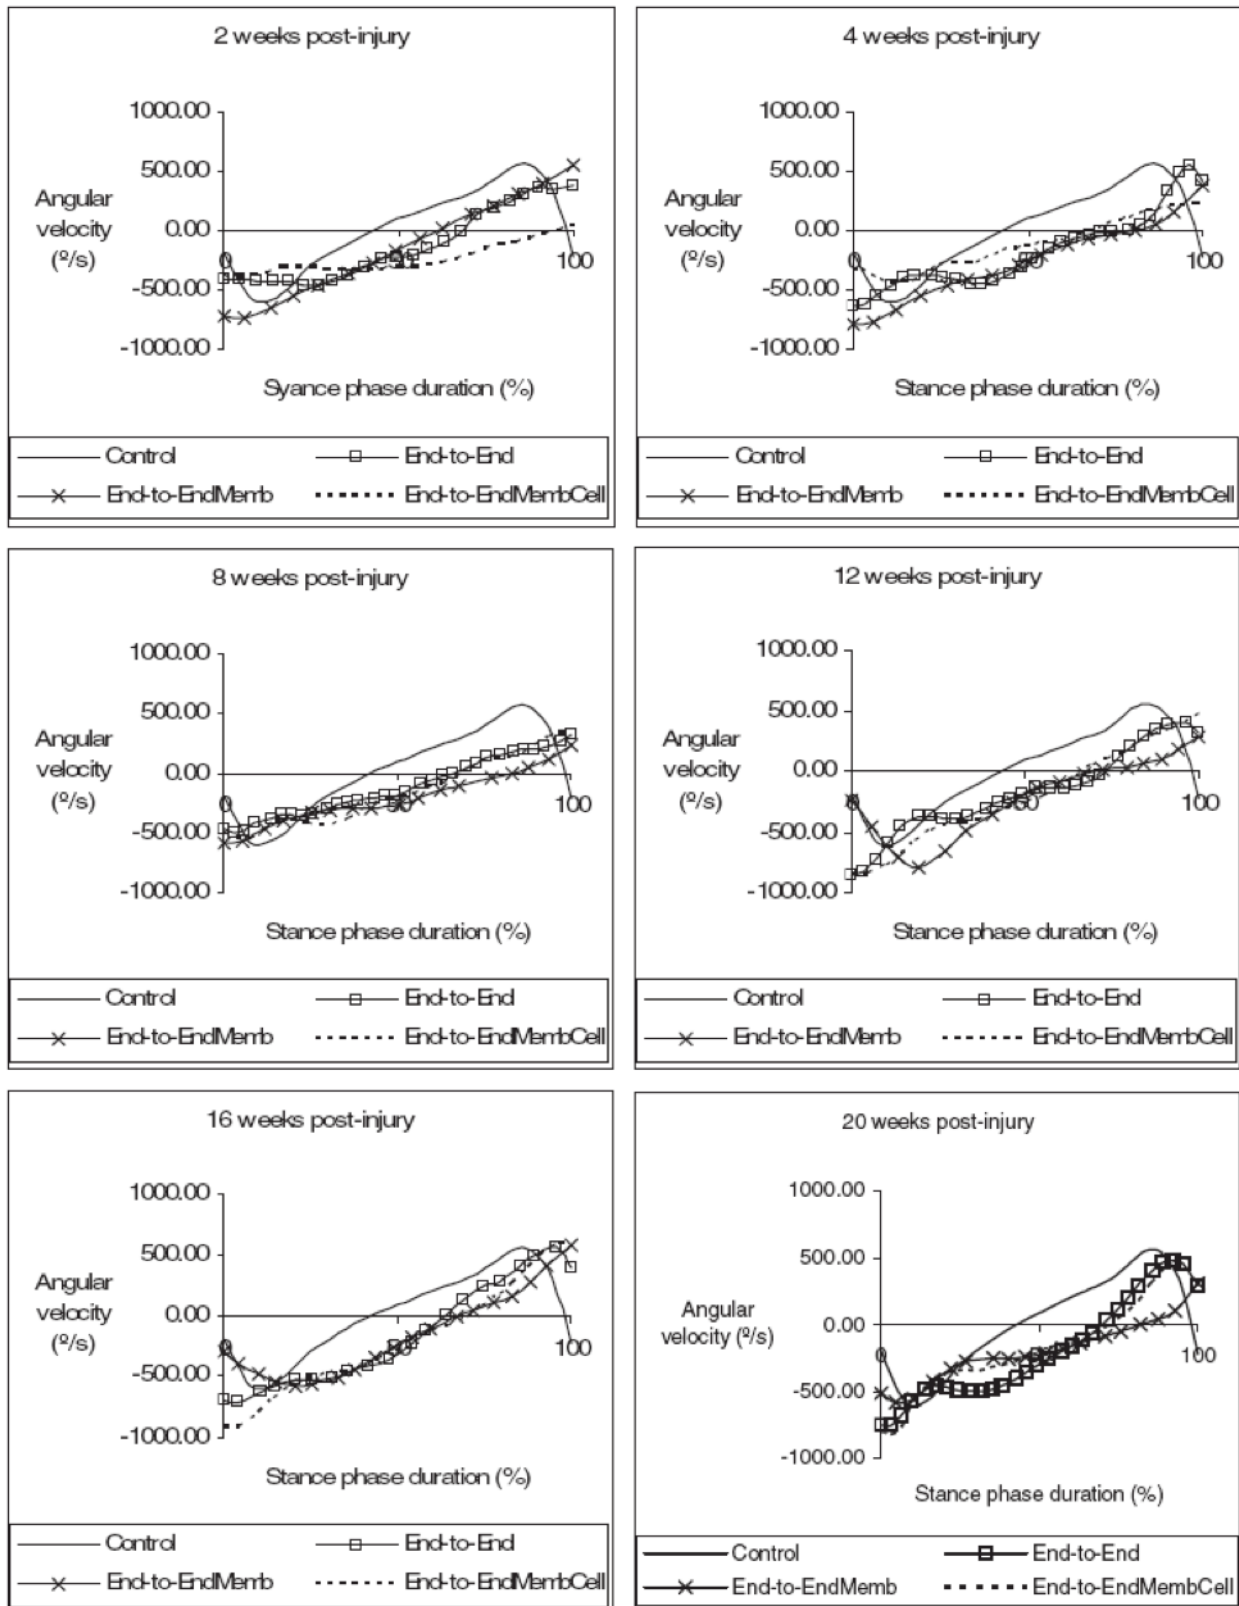 2 weeks post-injury
1000.00
500.00
Angular
velocity
(º/s)
0.00
0
50
100
-500.00
-1000.00
Syance phase duration (%)
Control
End-to-End
End-to-EndMemb
End-to-EndMembCell
4 weeks post-injury
1000.00
500.00
Angular
velocity
(º/s)
0.00
0
50
100
-500.00
-1000.00
Stance phase duration (%)
Control
End-to-End
End-to-EndMemb
End-to-EndMembCell
8 weeks post-injury
1000.00
500.00
Angular
velocity
(º/s)
0.00
0
50
100
-500.00
-1000.00
Stance phase duration (%)
Control
End-to-End
End-to-EndMemb
End-to-EndMembCell
12 weeks post-injury
1000.00
500.00
Angular
velocity
(º/s)
0.00
0
50
100
-500.00
-1000.00
Stance phase duration (%)
Control
End-to-End
End-to-EndMemb
End-to-EndMembCell
16 weeks post-injury
1000.00
500.00
Angular
velocity
(º/s)
0.00
0
50
100
-500.00
-1000.00
Stance phase duration (%)
Control
End-to-End
End-to-EndMemb
End-to-EndMembCell
20 weeks post-injury
1000.00
500.00
Angular
velocity (º/s)
0.00
0
100
-500.00
-1000.00
Stance phase duration (%)
Control
End-to-End
End-to-EndMemb
End-to-EndMembCell